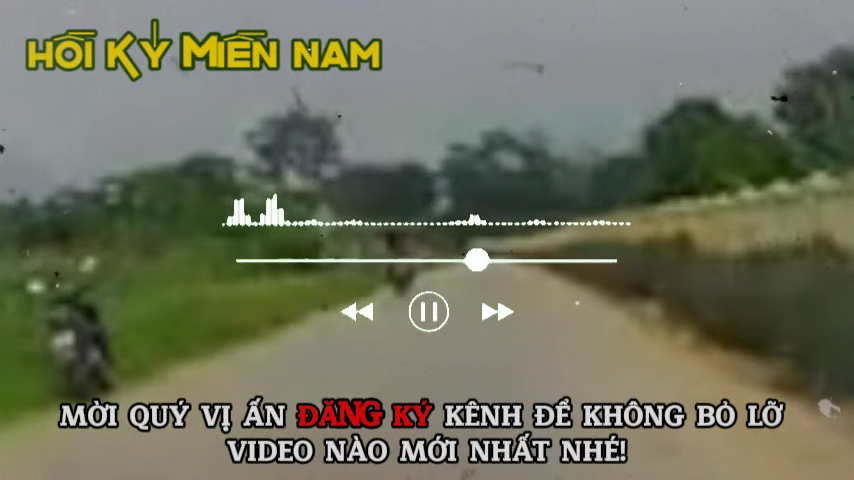 HỒI KÝ MIỀN NAM
MỜI QUÝ VỊ ẤN ĐĂNG KÝ KÊNH ĐỂ KHÔNG BỎ LỠ
VIDEO NÀO MỚI NHẤT NHÉ!